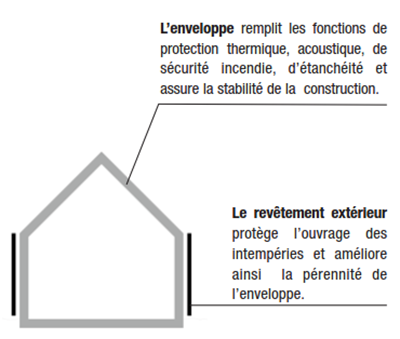 L'enveloppe remplit les fonctions de
protection thermique, acoustique, de
sécurité incendie, d'étanchéité et
assure la stabilité de la construction.
Le revêtement extérieur
protège l'ouvrage des
intempéries et améliore
ainsi la pérennité de
l'enveloppe.